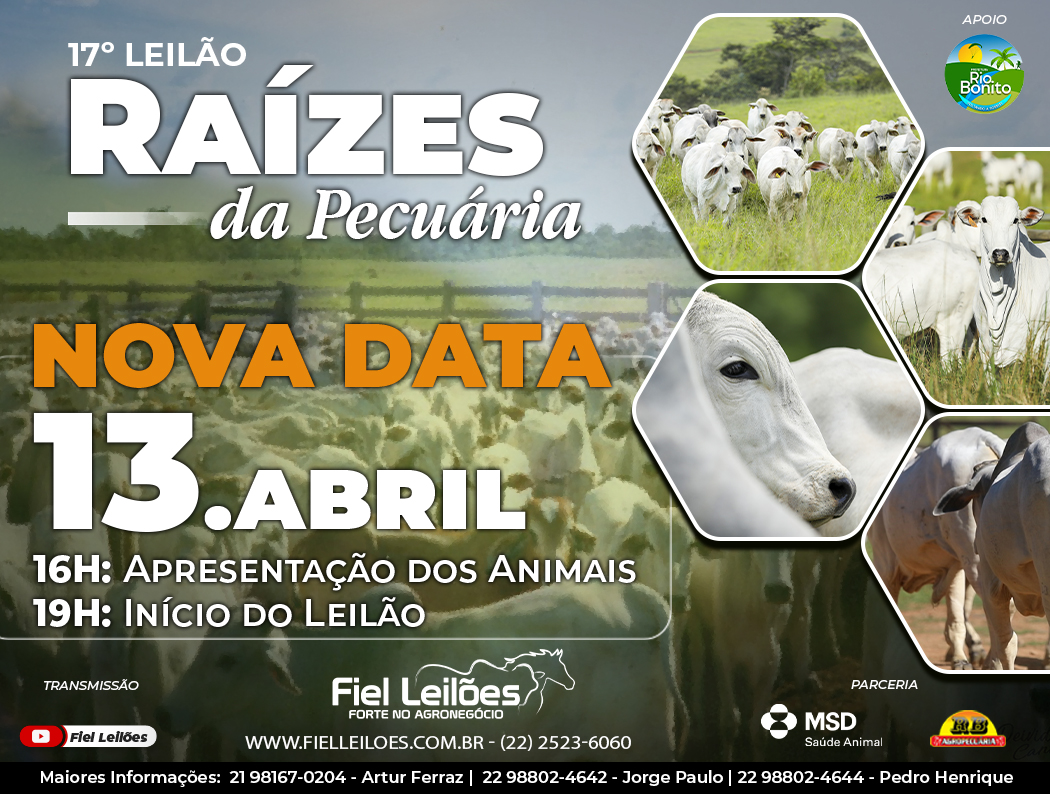 17º LEILÃO
RAÍZES
da Pecuária
APOIO
PREFEITURA
Rio
Bonito
NOVA DATA
13.ABRIL
16H: APRESENTAÇÃO DOS ANIMAIS
19H: INÍCIO DO LEILÃO
TRANSMISSÃO
Fiel Leilões
Fiel Leilões
FORTE NO AGRONEGÓCIO
WWW.FIELLEILOES.COM.BR - (22) 2523-6060
PARCERIA
MSD
Saúde Animal
RB
AGROPECUÁRIA
Maiores Informações: 21 98167-0204 - Artur Ferraz | 22 98802-4642 - Jorge Paulo | 22 98802-4644 - Pedro Henrique